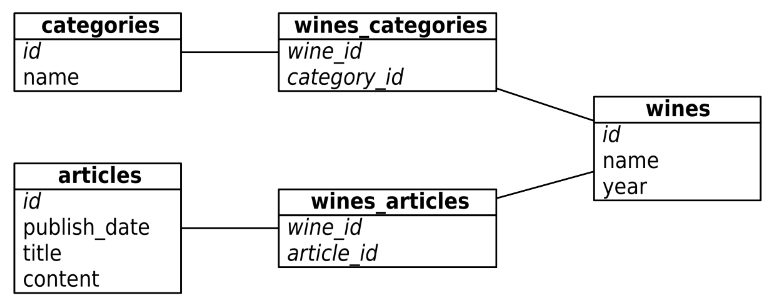 categories
id
name
wines_categories
wine_id
category_id
wines
id
name
year
articles
id
publish_date
title
content
wines_articles
wine_id
article_id